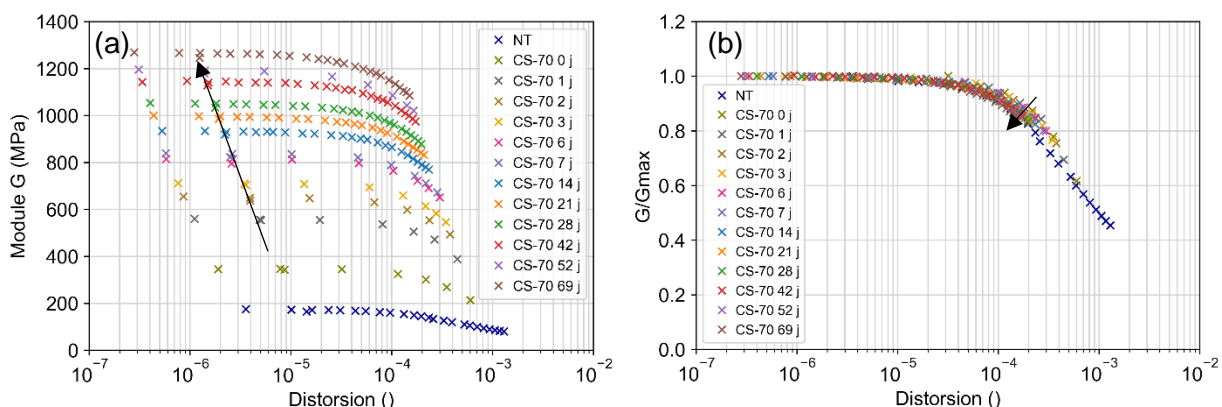 (a)
Module G (MPa)
1400
1200
1000
800
600
400
200
0
NT
CS-70 0 j
CS-70 1 j
CS-70 2 j
CS-70 3 j
CS-70 6 j
CS-70 7 j
CS-70 14 j
CS-70 21 j
CS-70 28 j
CS-70 42 j
CS-70 52 j
CS-70 69 j
10⁻⁷ 10⁻⁶ 10⁻⁵ 10⁻⁴ 10⁻³ 10⁻²
Distorsion ()
(b)
G/Gmax
1.2
1.0
0.8
0.6
0.4
0.2
0.0
NT
CS-70 0 j
CS-70 1 j
CS-70 2 j
CS-70 3 j
CS-70 6 j
CS-70 7 j
CS-70 14 j
CS-70 21 j
CS-70 28 j
CS-70 42 j
CS-70 52 j
CS-70 69 j
10⁻⁷ 10⁻⁶ 10⁻⁵ 10⁻⁴ 10⁻³ 10⁻²
Distorsion ()